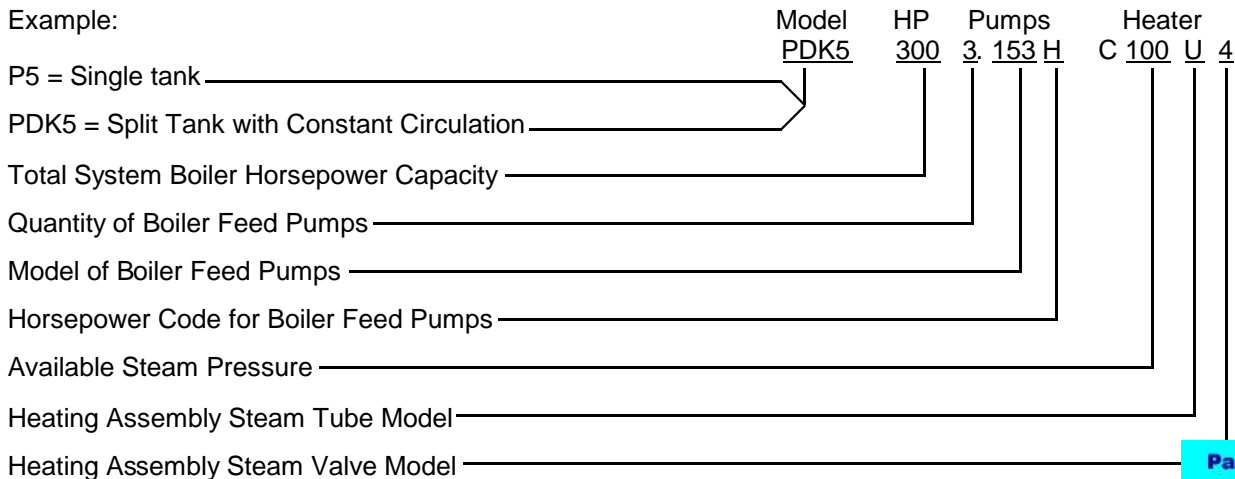 Example: Model HP Pumps Heater
PDK5 300 3. 153 H C 100 U 4
P5 = Single tank
PDK5 = Split Tank with Constant Circulation
Total System Boiler Horsepower Capacity
Quantity of Boiler Feed Pumps
Model of Boiler Feed Pumps
Horsepower Code for Boiler Feed Pumps
Available Steam Pressure
Heating Assembly Steam Tube Model
Heating Assembly Steam Valve Model
Pa